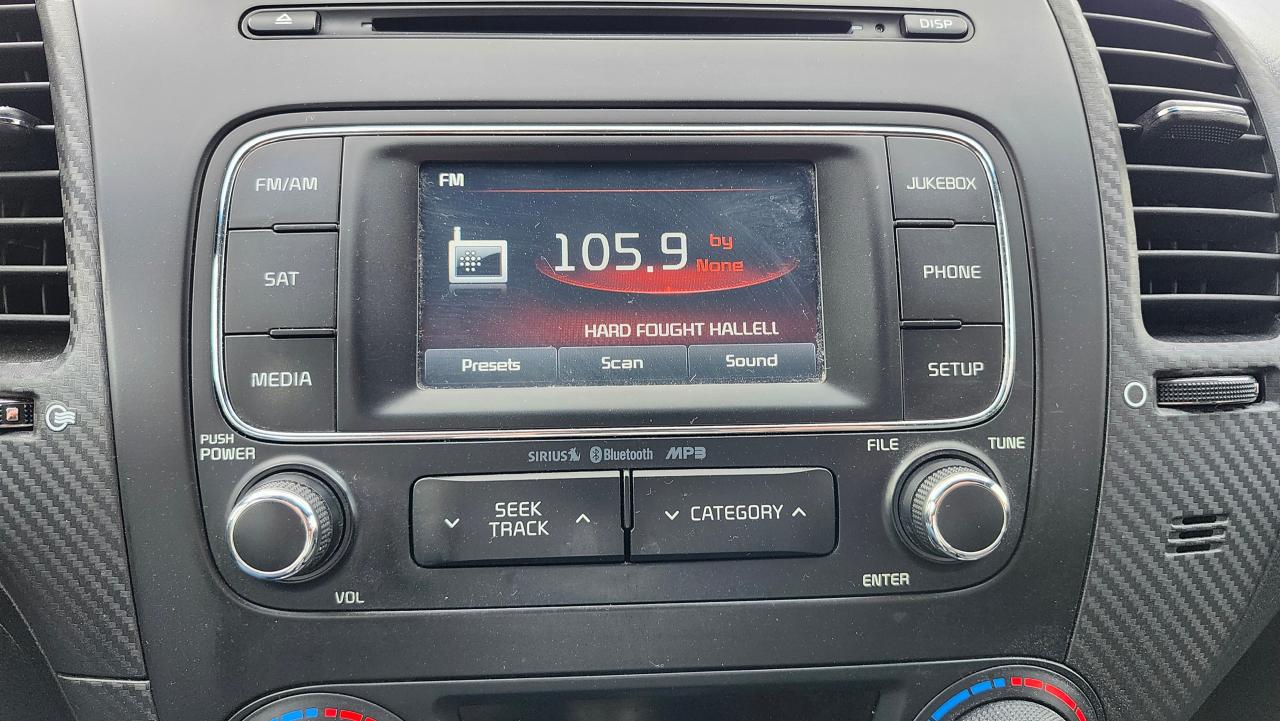 DISP
FM/AM
SAT
MEDIA
FM
105.9 by
None
HARD FOUGHT HALLELL
Presets Scan Sound
JUKEBOX
PHONE
SETUP
PUSH
POWER
VOL
SIRIUS Bluetooth MP3
SEEK
TRACK
CATEGORY
FILE TUNE
ENTER